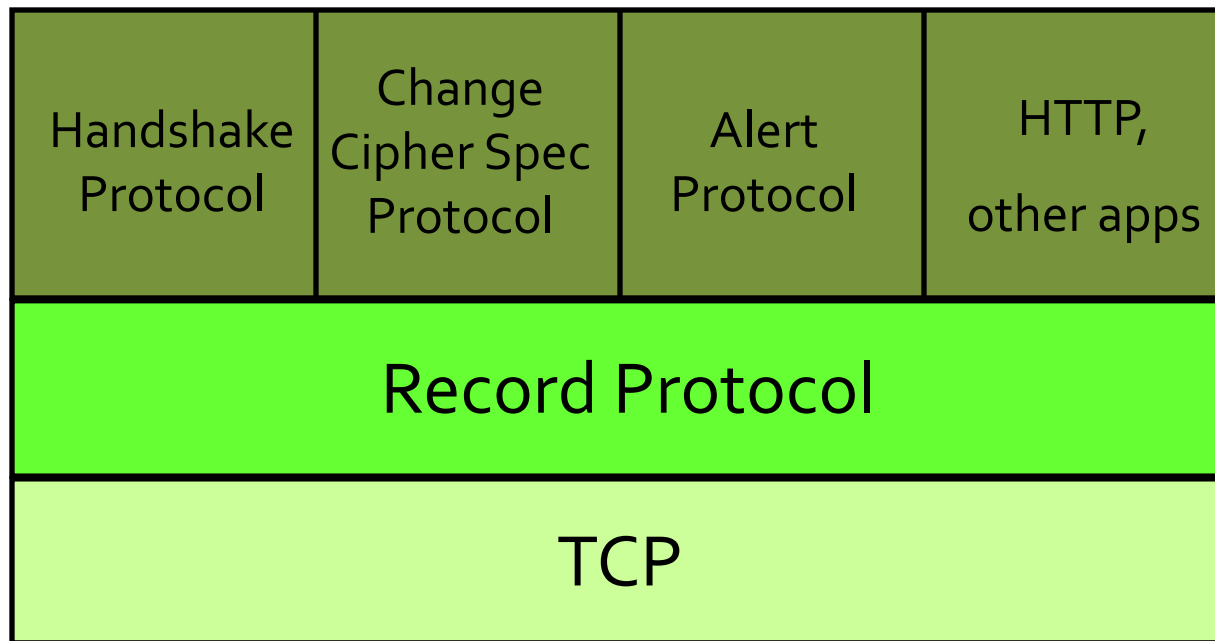 Handshake
Protocol
Change
Cipher Spec
Protocol
Alert
Protocol
HTTP,
other apps
Record Protocol
TCP